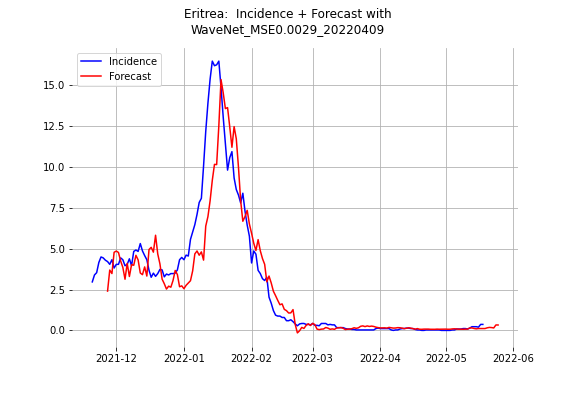 Eritrea:  Incidence + Forecast with
WaveNet_MSE0.0029_20220409
Incidence
Forecast
15.0
12.5
10.0
7.5
5.0
2.5
0.0
2021-12 2022-01 2022-02 2022-03 2022-04 2022-05 2022-06